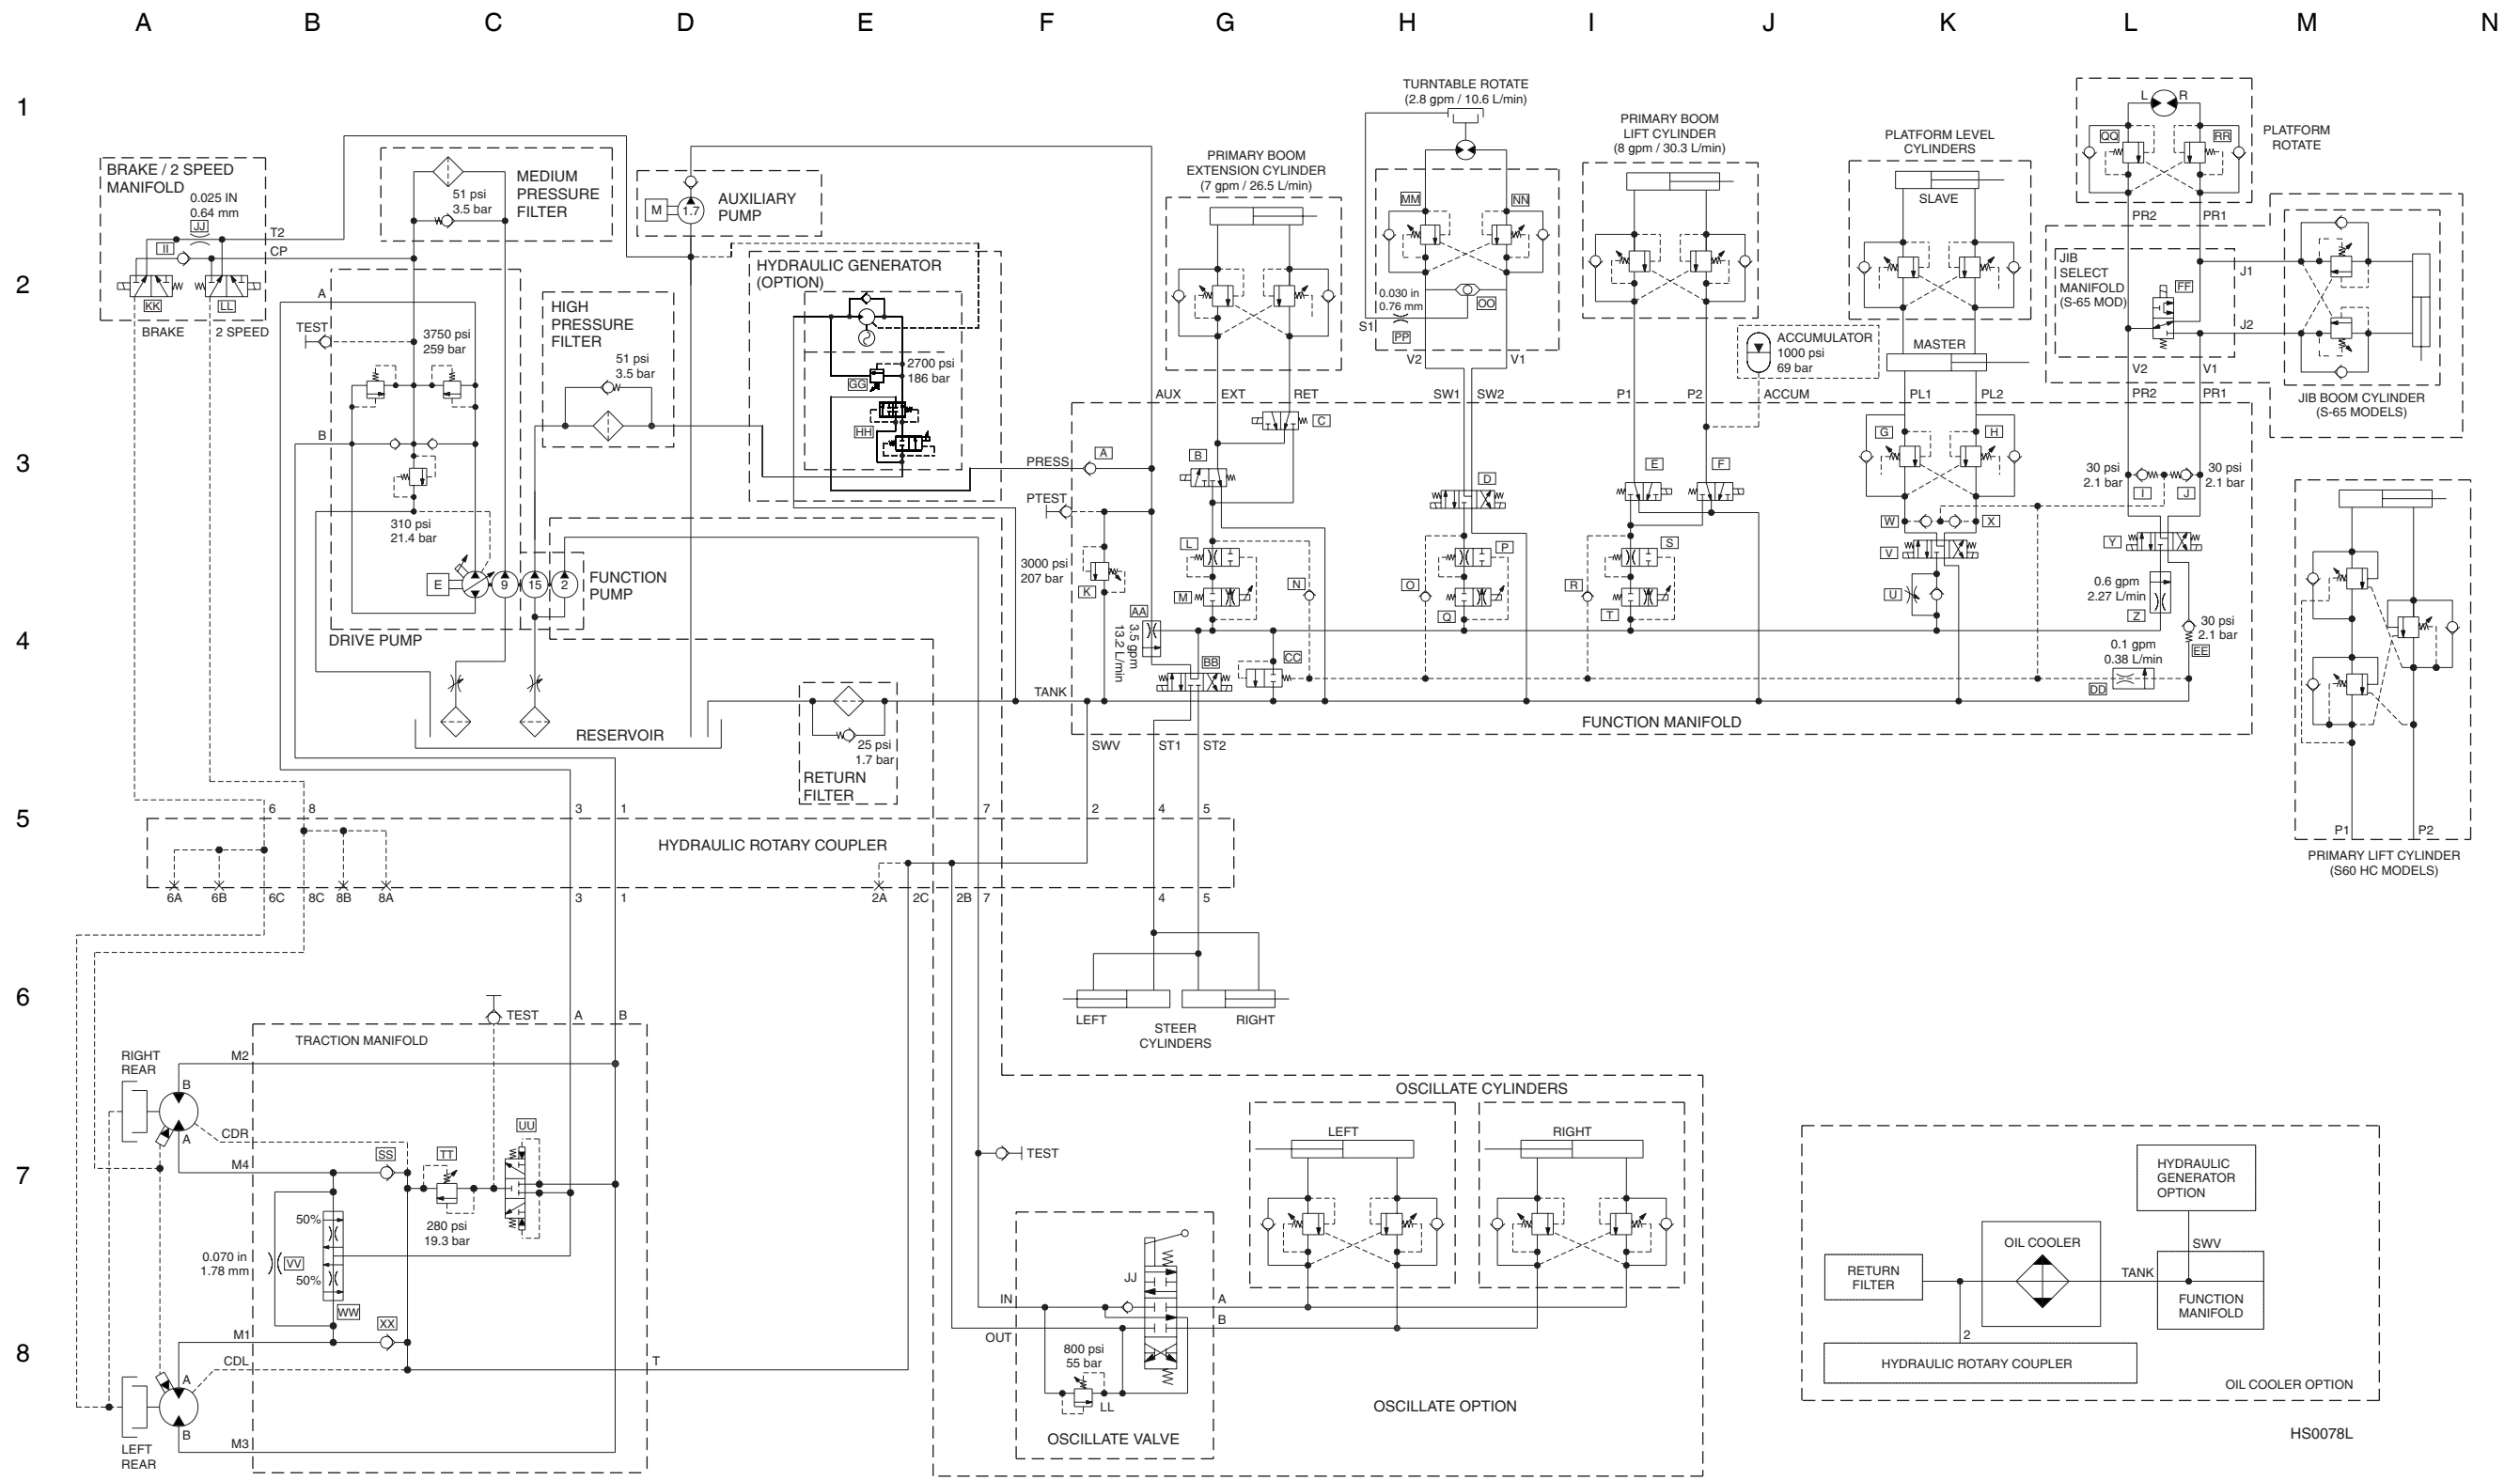 A B C D E F G H I J K L M N
1
2
3
4
5
6
7
8
BRAKE / 2 SPEED
MANIFOLD
0.025 IN
0.64 mm
JJ
II
T2
CP
KK
LL
BRAKE
2 SPEED
MEDIUM
PRESSURE
FILTER
51 psi
3.5 bar
AUXILIARY
PUMP
M
1.7
HYDRAULIC GENERATOR
(OPTION)
2700 psi
186 bar
GG
HH
HIGH
PRESSURE
FILTER
51 psi
3.5 bar
A
TEST
3750 psi
259 bar
B
310 psi
21.4 bar
E
9
15
2
FUNCTION
PUMP
DRIVE PUMP
RESERVOIR
25 psi
1.7 bar
RETURN
FILTER
PRIMARY BOOM
EXTENSION CYLINDER
(7 gpm / 26.5 L/min)
TURNTABLE ROTATE
(2.8 gpm / 10.6 L/min)
MM
NN
0.030 in
0.76 mm
OO
S1
PP
V2
V1
PRIMARY BOOM
LIFT CYLINDER
(8 gpm / 30.3 L/min)
ACCUMULATOR
1000 psi
69 bar
PLATFORM LEVEL
CYLINDERS
SLAVE
MASTER
L
R
QQ
RR
PLATFORM
ROTATE
PR2
PR1
JIB
SELECT
MANIFOLD
(S-65 MOD)
FF
J1
J2
V2
V1
JIB BOOM CYLINDER
(S-65 MODELS)
AUX
EXT
RET
SW1
SW2
P1
P2
ACCUM
PL1
PL2
PR2
PR1
PRESS
A
PTEST
B
C
D
E
F
G
H
30 psi
2.1 bar
I
J
30 psi
2.1 bar
3000 psi
207 bar
K
L
M
N
O
P
Q
R
S
T
U
V
W
X
Y
0.6 gpm
2.27 L/min
Z
AA
3.5 gpm
13.2 L/min
BB
CC
0.1 gpm
0.38 L/min
DD
30 psi
2.1 bar
EE
TANK
FUNCTION MANIFOLD
SWV
ST1
ST2
P1
P2
PRIMARY LIFT CYLINDER
(S60 HC MODELS)
6
8
3
1
7
2
4
5
HYDRAULIC ROTARY COUPLER
6A
6B
6C
8C
8B
8A
3
1
2A
2C
2B
7
4
5
LEFT
STEER
CYLINDERS
RIGHT
TEST
A
B
TRACTION MANIFOLD
RIGHT
REAR
M2
B
A
CDR
M4
SS
TT
UU
280 psi
19.3 bar
50%
0.070 in
1.78 mm
VV
50%
WW
M1
XX
CDL
T
A
B
LEFT
REAR
M3
TEST
OSCILLATE CYLINDERS
LEFT
RIGHT
JJ
IN
A
OUT
B
800 psi
55 bar
LL
OSCILLATE VALVE
OSCILLATE OPTION
HYDRAULIC
GENERATOR
OPTION
OIL COOLER
SWV
RETURN
FILTER
TANK
FUNCTION
MANIFOLD
2
HYDRAULIC ROTARY COUPLER
OIL COOLER OPTION
HS0078L